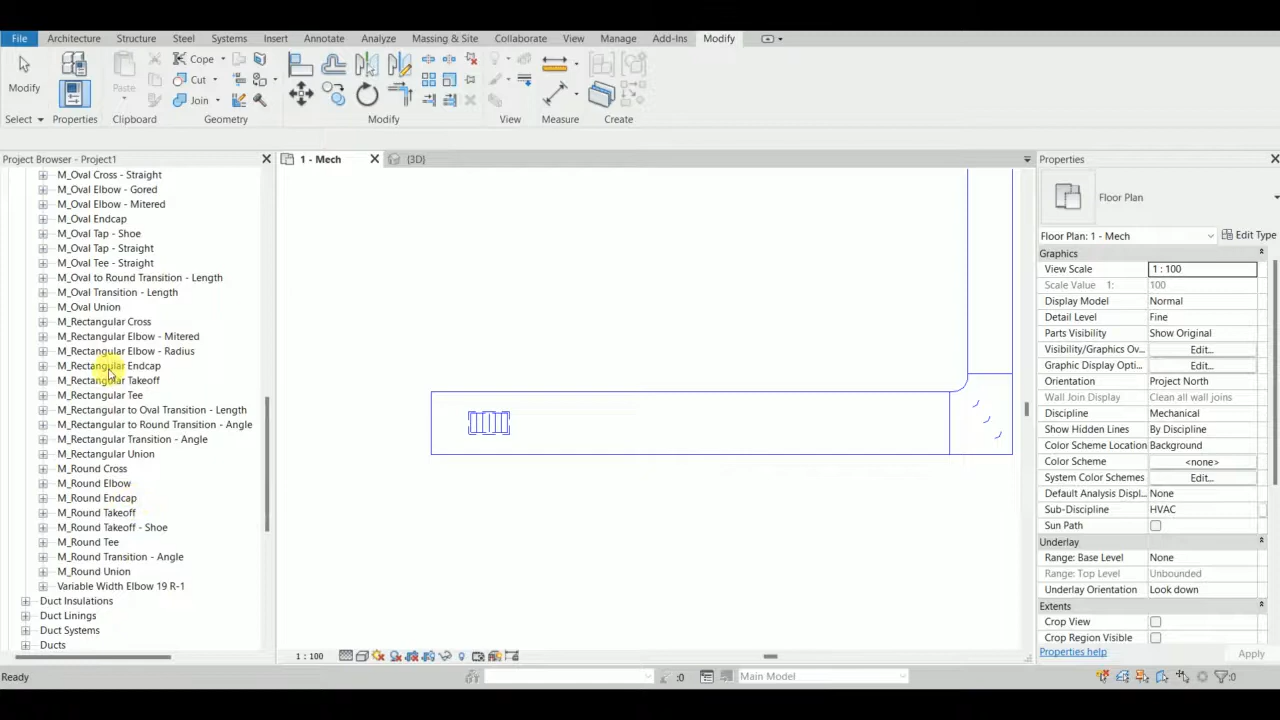 File Architecture Structure Steel Systems Insert Annotate Analyze Massing & Site Collaborate View Manage Add-Ins Modify
Modify
Paste
Cope
Cut
Join
Select Properties Clipboard Geometry Modify View Measure Create
Project Browser - Project1
M_Oval Cross - Straight
M_Oval Elbow - Gored
M_Oval Elbow - Mitered
M_Oval Endcap
M_Oval Tap - Shoe
M_Oval Tap - Straight
M_Oval Tee - Straight
M_Oval to Round Transition - Length
M_Oval Transition - Length
M_Oval Union
M_Rectangular Cross
M_Rectangular Elbow - Mitered
M_Rectangular Elbow - Radius
M_Rectangular Endcap
M_Rectangular Takeoff
M_Rectangular Tee
M_Rectangular to Oval Transition - Length
M_Rectangular to Round Transition - Angle
M_Rectangular Transition - Angle
M_Rectangular Union
M_Round Cross
M_Round Elbow
M_Round Endcap
M_Round Takeoff
M_Round Takeoff - Shoe
M_Round Tee
M_Round Transition - Angle
M_Round Union
Variable Width Elbow 19 R-1
Duct Insulations
Duct Linings
Duct Systems
Ducts
1 - Mech
{3D}
1 : 100
Properties
Floor Plan
Floor Plan: 1 - Mech Edit Type
Graphics
View Scale 1 : 100
Scale Value 1: 100
Display Model Normal
Detail Level Fine
Parts Visibility Show Original
Visibility/Graphics Ov... Edit...
Graphic Display Opti... Edit...
Orientation Project North
Wall Join Display Clean all wall joins
Discipline Mechanical
Show Hidden Lines By Discipline
Color Scheme Location Background
Color Scheme <none>
System Color Schemes Edit...
Default Analysis Displ... None
Sub-Discipline HVAC
Sun Path
Underlay
Range: Base Level None
Range: Top Level Unbounded
Underlay Orientation Look down
Extents
Crop View
Crop Region Visible
Properties help Apply
Ready
:0
Main Model
:0